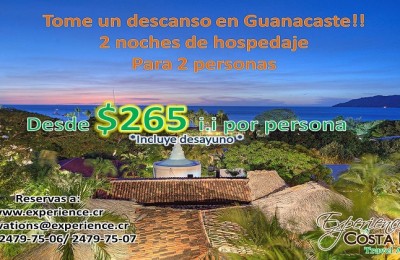 Tome un descanso en Guanacaste!!
2 noches de hospedaje
Para 2 personas
Desde $265 i.i por persona
*Incluye desayuno*
Reservas a:
www.experience.cr
vations@experience.cr/
2479-75-06/ 2479-75-07
Experience
COSTA
Travel